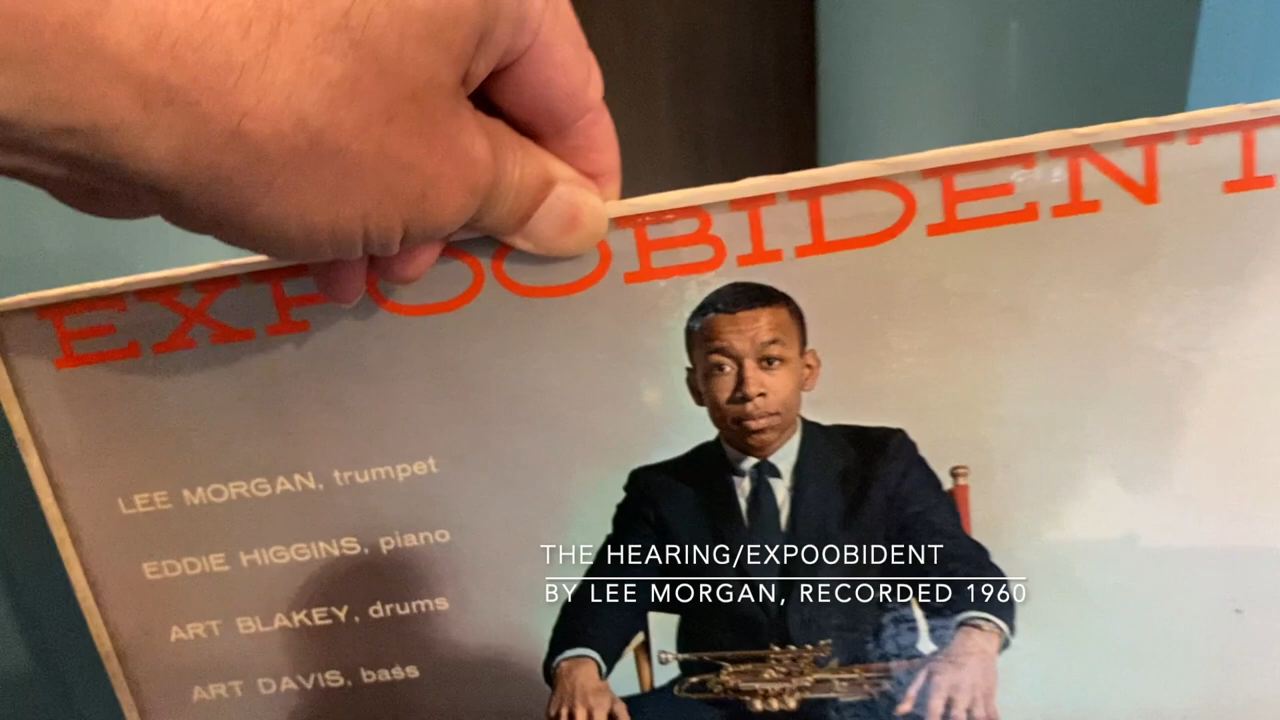 EXPOOBIDENT
LEE MORGAN, trumpet
EDDIE HIGGINS, piano
ART BLAKEY, drums
ART DAVIS, bass
THE HEARING/EXPOOBIDENT
BY LEE MORGAN, RECORDED 1960